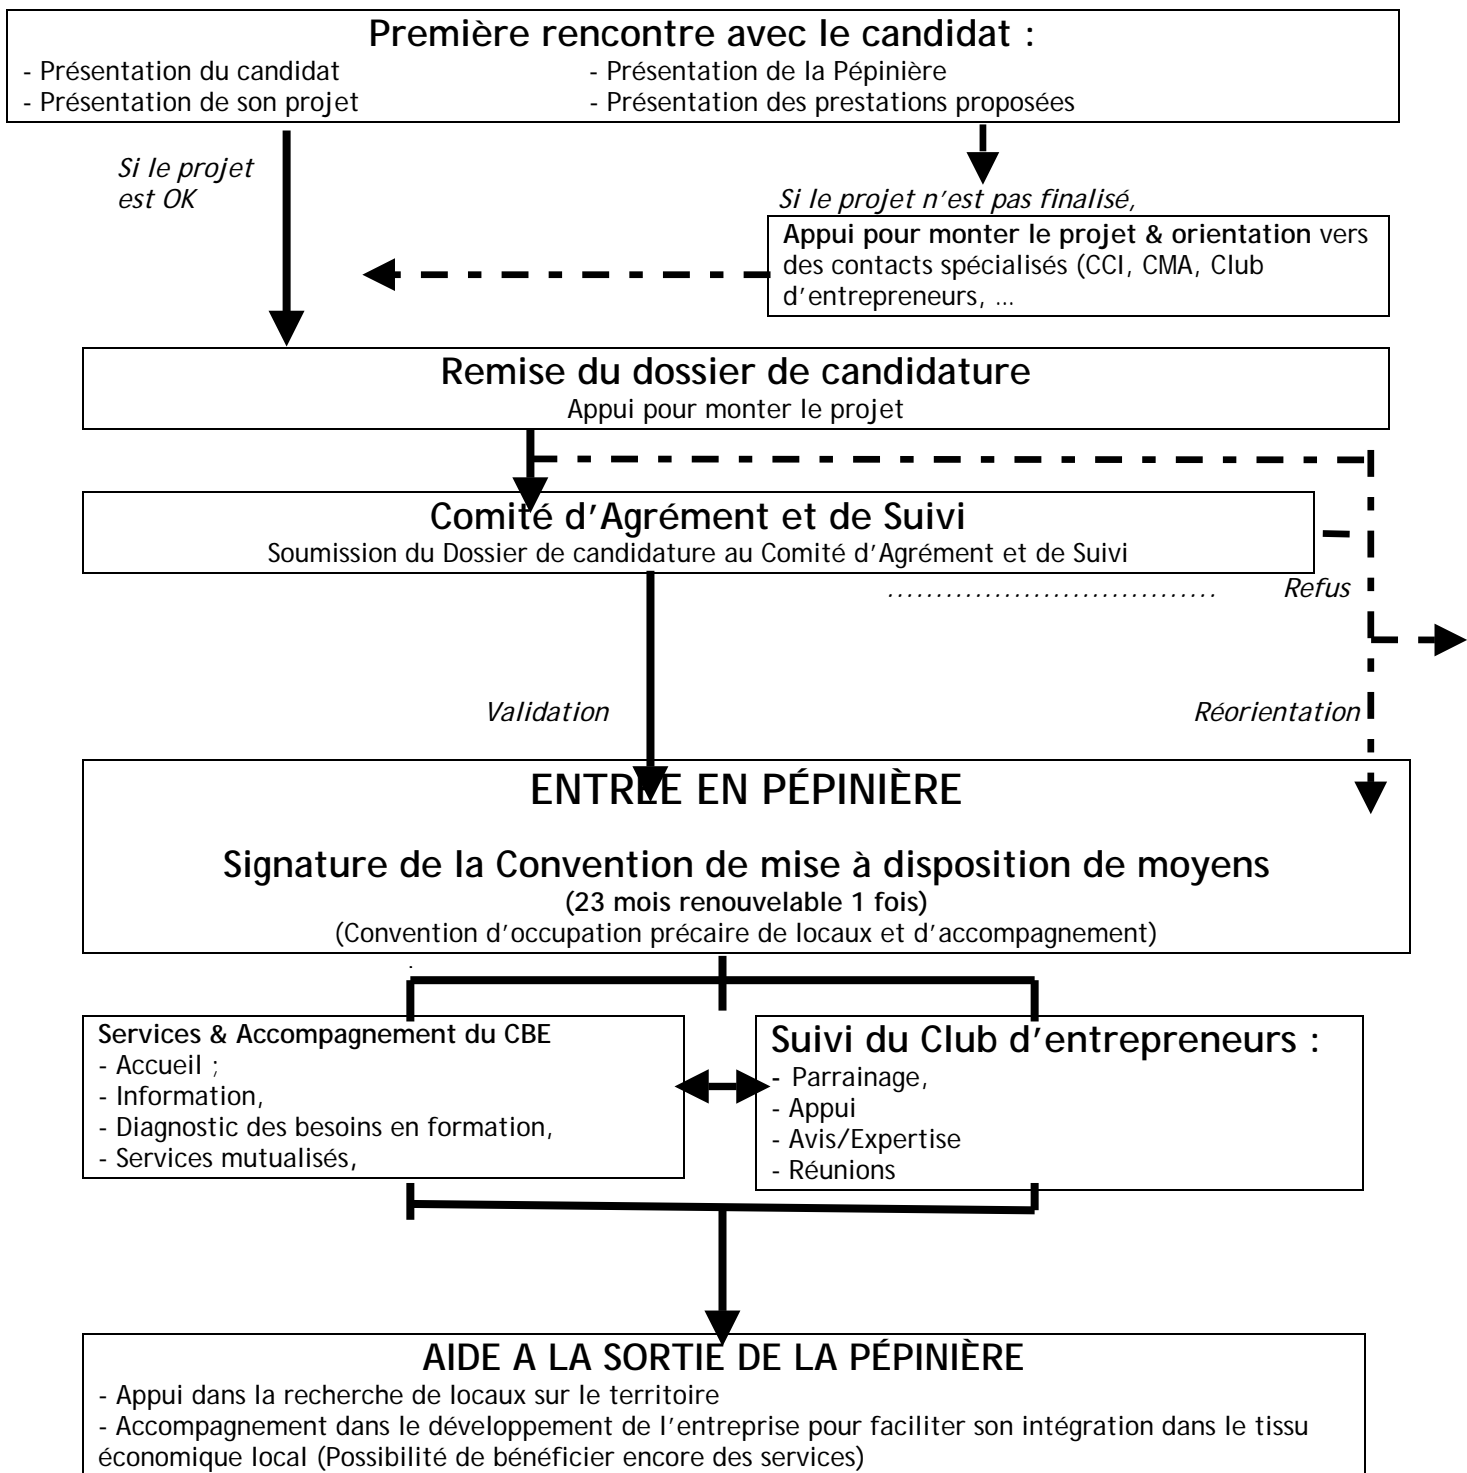 Première rencontre avec le candidat :
- Présentation du candidat
- Présentation de la Pépinière
- Présentation de son projet
- Présentation des prestations proposées
Si le projet
est OK
Si le projet n'est pas finalisé,
Appui pour monter le projet & orientation vers
des contacts spécialisés (CCI, CMA, Club
d'entrepreneurs, ...
Remise du dossier de candidature
Appui pour monter le projet
Comité d'Agrément et de Suivi
Soumission du Dossier de candidature au Comité d'Agrément et de Suivi
.................................. Refus
Validation
Réorientation
ENTRÉE EN PÉPINIÈRE
Signature de la Convention de mise à disposition de moyens
(23 mois renouvelable 1 fois)
(Convention d'occupation précaire de locaux et d'accompagnement)
.
Services & Accompagnement du CBE
- Accueil ;
- Information,
- Diagnostic des besoins en formation,
- Services mutualisés,
Suivi du Club d'entrepreneurs :
- Parrainage,
- Appui
- Avis/Expertise
- Réunions
AIDE A LA SORTIE DE LA PÉPINIÈRE
- Appui dans la recherche de locaux sur le territoire
- Accompagnement dans le développement de l'entreprise pour faciliter son intégration dans le tissu
économique local (Possibilité de bénéficier encore des services)